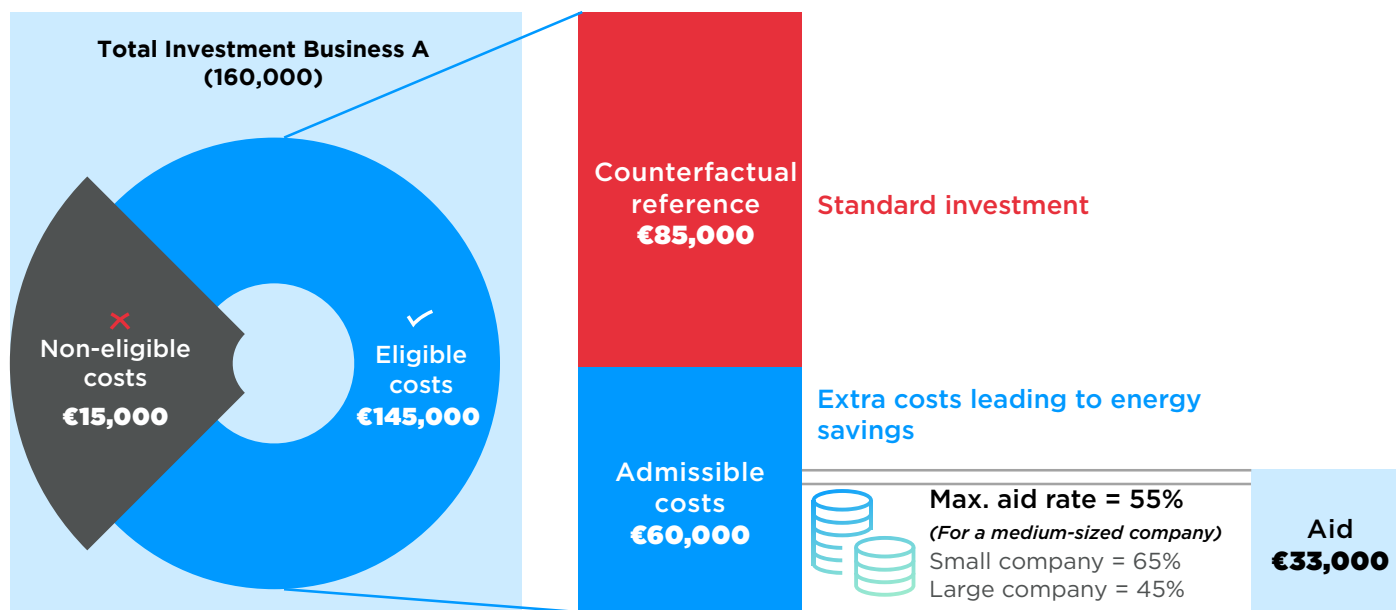 Total Investment Business A
(160,000)
Non-eligible
costs
€15,000
Eligible
costs
€145,000
Counterfactual
reference
€85,000
Standard investment
Admissible
costs
€60,000
Extra costs leading to energy
savings
Max. aid rate = 55%
(For a medium-sized company)
Small company = 65%
Large company = 45%
Aid
€33,000